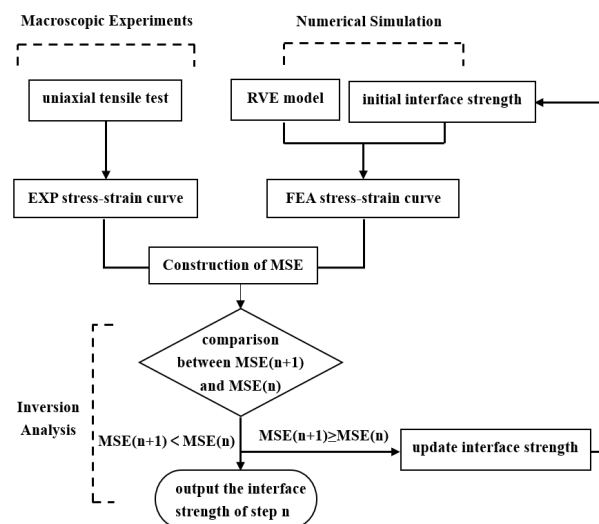 Macroscopic Experiments
Numerical Simulation
uniaxial tensile test
RVE model
initial interface strength
EXP stress-strain curve
FEA stress-strain curve
Construction of MSE
comparison
between MSE(n+1)
and MSE(n)
Inversion
Analysis
MSE(n+1) < MSE(n)
MSE(n+1)≥MSE(n)
update interface strength
output the interface
strength of step n